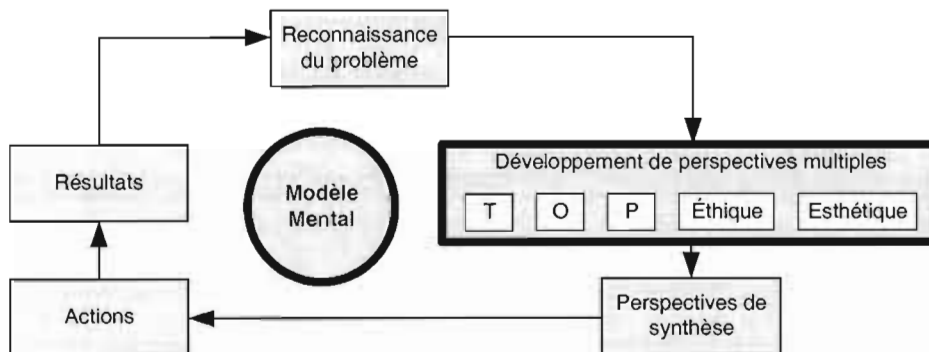 Reconnaissance
du problème
Développement de perspectives multiples
T O P Éthique Esthétique
Résultats
Modèle
Mental
Perspectives de
synthèse
Actions